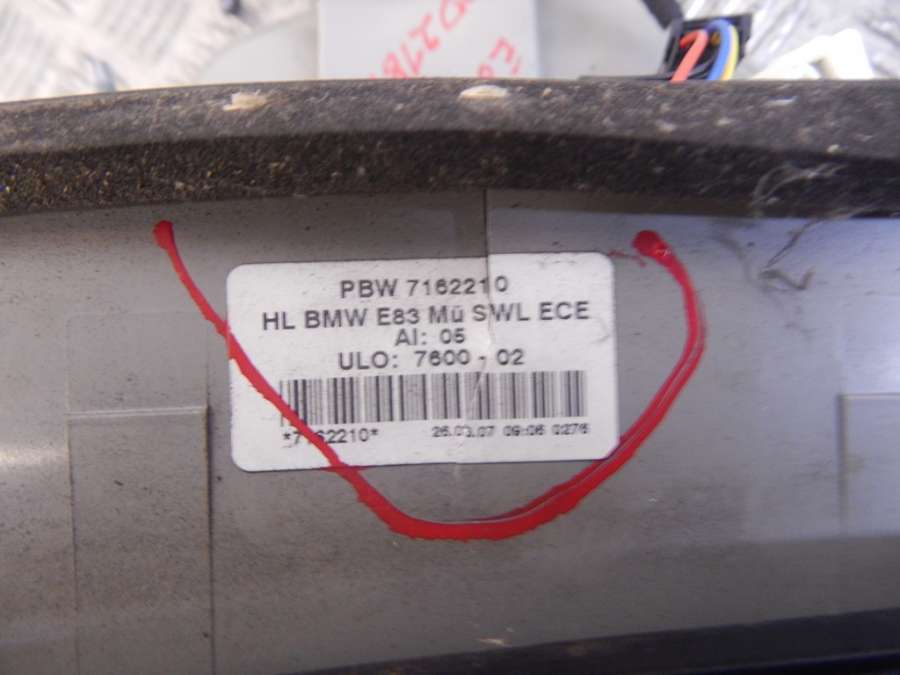 PBW 7162210
HL BMW E83 Mü SWL ECE
AI: 05
ULO: 7600 - 02
*7162210* 26.03.07 09:06 0276